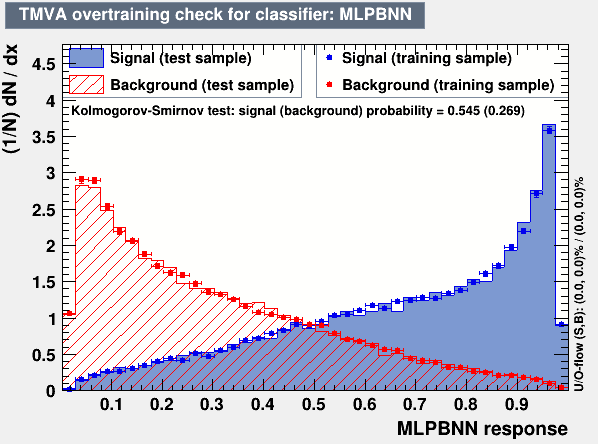 TMVA overtraining check for classifier: MLPBNN
(1/N) dN / dx
Signal (test sample)
Background (test sample)
Signal (training sample)
Background (training sample)
Kolmogorov-Smirnov test: signal (background) probability = 0.545 (0.269)
4.5
4
3.5
3
2.5
2
1.5
1
0.5
0
0.1 0.2 0.3 0.4 0.5 0.6 0.7 0.8 0.9
MLPBNN response
U/O-flow (S,B): (0.0, 0.0)% / (0.0, 0.0)%